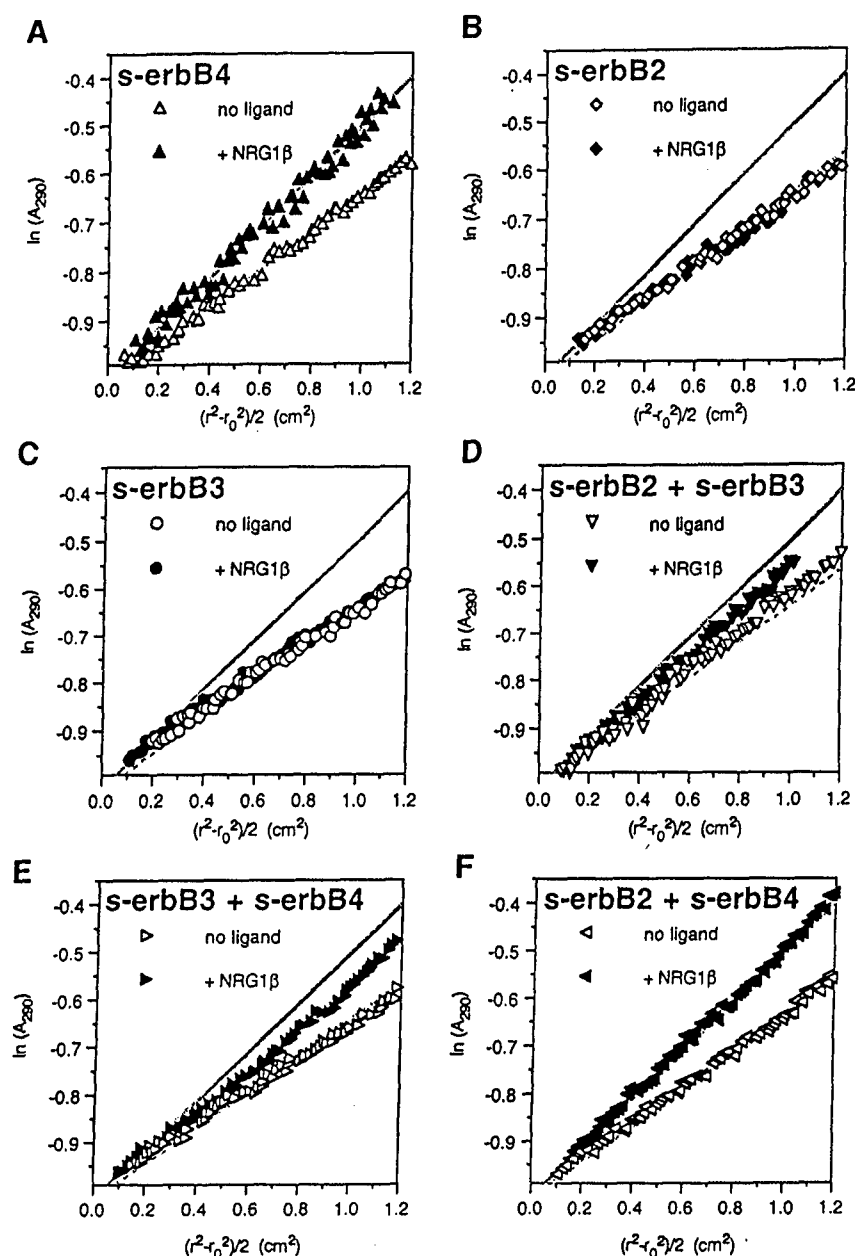 A
s-erbB4
no ligand
+ NRG1β
-0.4
-0.5
-0.6
-0.7
-0.8
-0.9
ln (A290)
0.0 0.2 0.4 0.6 0.8 1.0 1.2
(r²-r₀²)/2 (cm²)
B
s-erbB2
no ligand
+ NRG1β
-0.4
-0.5
-0.6
-0.7
-0.8
-0.9
ln (A290)
0.0 0.2 0.4 0.6 0.8 1.0 1.2
(r²-r₀²)/2 (cm²)
C
s-erbB3
no ligand
+ NRG1β
-0.4
-0.5
-0.6
-0.7
-0.8
-0.9
ln (A290)
0.0 0.2 0.4 0.6 0.8 1.0 1.2
(r²-r₀²)/2 (cm²)
D
s-erbB2 + s-erbB3
no ligand
+ NRG1β
-0.4
-0.5
-0.6
-0.7
-0.8
-0.9
ln (A290)
0.0 0.2 0.4 0.6 0.8 1.0 1.2
(r²-r₀²)/2 (cm²)
E
s-erbB3 + s-erbB4
no ligand
+ NRG1β
-0.4
-0.5
-0.6
-0.7
-0.8
-0.9
ln (A290)
0.0 0.2 0.4 0.6 0.8 1.0 1.2
(r²-r₀²)/2 (cm²)
F
s-erbB2 + s-erbB4
no ligand
+ NRG1β
-0.4
-0.5
-0.6
-0.7
-0.8
-0.9
ln (A290)
0.0 0.2 0.4 0.6 0.8 1.0 1.2
(r²-r₀²)/2 (cm²)